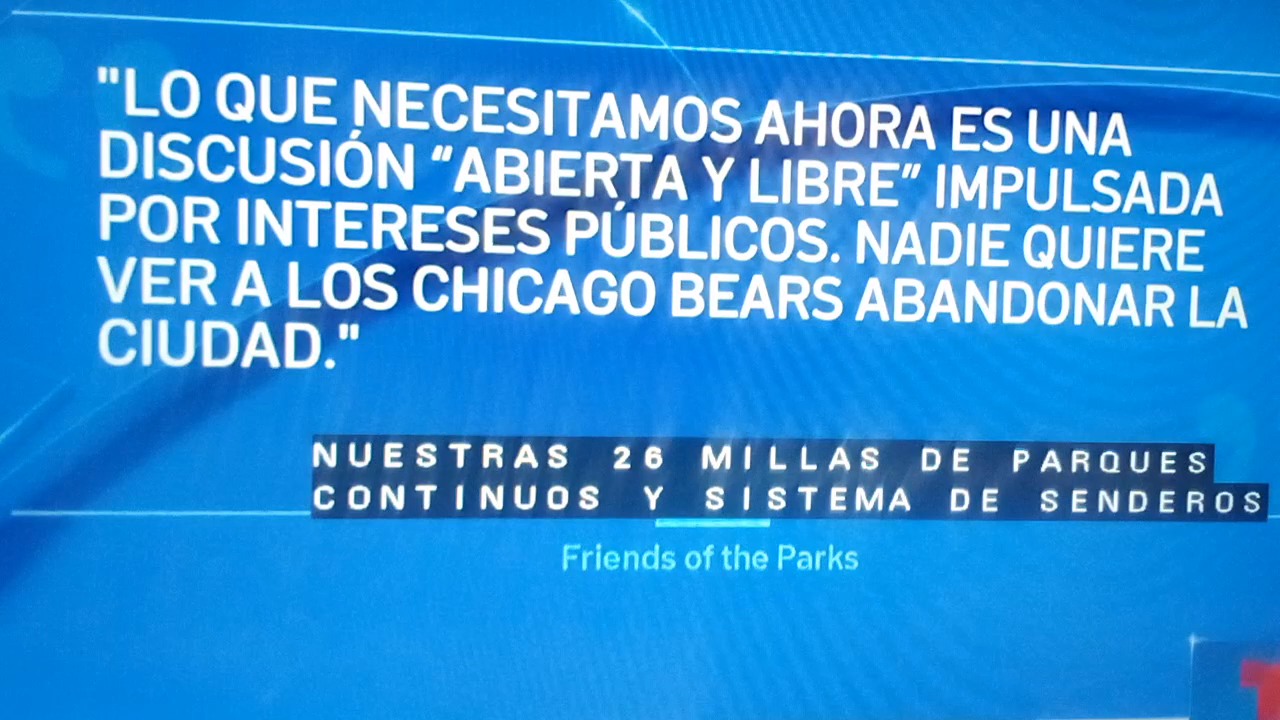 "LO QUE NECESITAMOS AHORA ES UNA
DISCUSIÓN “ABIERTA Y LIBRE” IMPULSADA
POR INTERESES PÚBLICOS. NADIE QUIERE
VER A LOS CHICAGO BEARS ABANDONAR LA
CIUDAD."
NUESTRAS 26 MILLAS DE PARQUES
CONTINUOS Y SISTEMA DE SENDEROS
Friends of the Parks